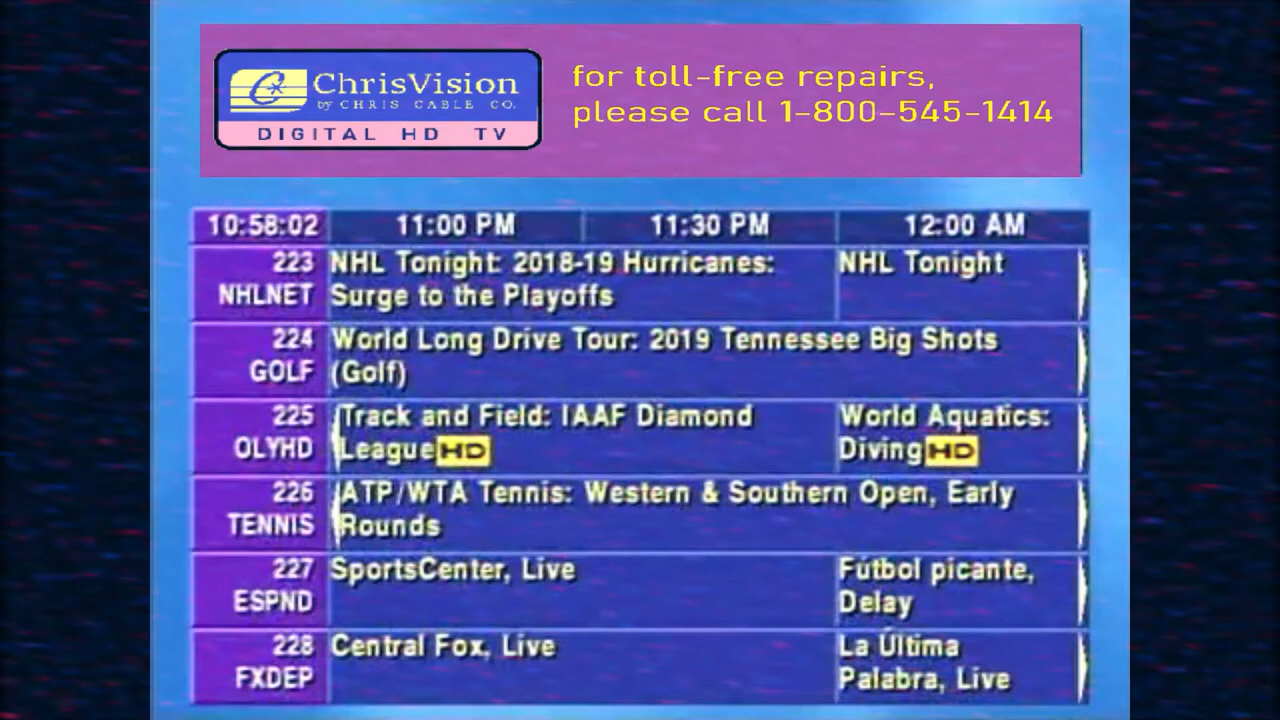 ChrisVision
by CHRIS CABLE CO.
DIGITAL HD TV
for toll-free repairs,
please call 1-800-545-1414
10:58:02 11:00 PM 11:30 PM 12:00 AM
223 NHL Tonight: 2018-19 Hurricanes: NHL Tonight
NHLNET Surge to the Playoffs
224 World Long Drive Tour: 2019 Tennessee Big Shots
GOLF (Golf)
225 Track and Field: IAAF Diamond World Aquatics:
OLYHD League HD Diving HD
226 ATP/WTA Tennis: Western & Southern Open, Early
TENNIS Rounds
227 SportsCenter, Live Fútbol picante,
ESPND Delay
228 Central Fox, Live La Última
FXDEP Palabra, Live